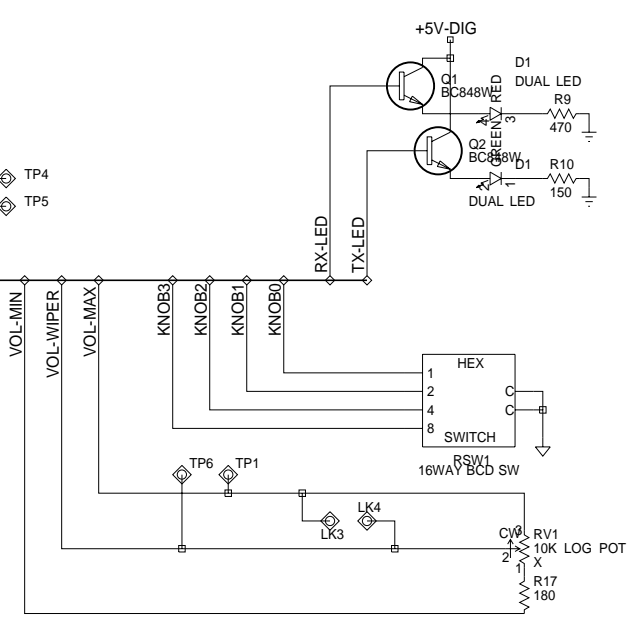 +5V-DIG
D1
DUAL LED
Q1
BC848W
RED
R9
470
4
3
GREEN
Q2
BC848W
D1
R10
150
2
1
DUAL LED
TP4
TP5
RX-LED
TX-LED
VOL-MIN
VOL-WIPER
VOL-MAX
KNOB3
KNOB2
KNOB1
KNOB0
HEX
1
2
4
8
C
C
SWITCH
RSW1
16WAY BCD SW
TP6
TP1
LK3
LK4
CW
3
2
1
RV1
10K LOG POT
X
R17
180